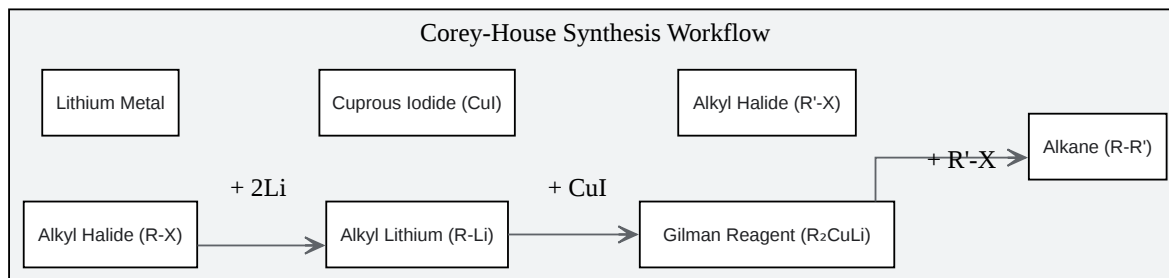 Corey-House Synthesis Workflow
Lithium Metal
Cuprous Iodide (CuI)
Alkyl Halide (R'-X)
Alkane (R-R')
+ R'-X
+ 2Li
+ CuI
Alkyl Halide (R-X)
Alkyl Lithium (R-Li)
Gilman Reagent (R₂CuLi)